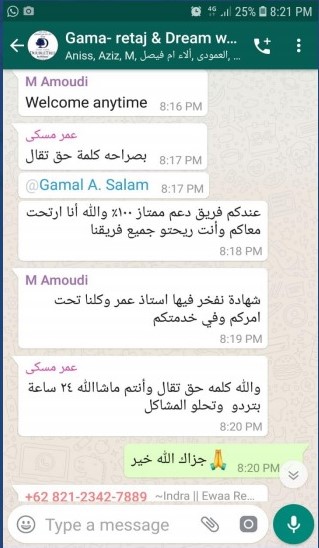 4G 25% 8:21 PM
Gama- retaj & Dream w...
Aniss, Aziz, M, العمودي, آلاء ام فيصل, ...
M Amoudi
Welcome anytime 8:16 PM
عمر مسكى
بصراحه كلمة حق تقال 8:17 PM
@Gamal A. Salam 8:17 PM
عندكم فريق دعم ممتاز ١٠٠٪ والله أنا ارتحت
معاكم وأنت ريحتو جميع فريقنا
8:18 PM
M Amoudi
شهادة نفخر فيها استاذ عمر وكلنا تحت
امركم وفي خدمتكم
8:19 PM
عمر مسكى
والله كلمه حق تقال وأنتم ماشاالله ٢٤ ساعة
بتردو وتحلو المشاكل
8:20 PM
جزاك الله خير 🙏 8:20 PM
+62 821-2342-7889 ~Indra || Ewaa Re...
Type a message